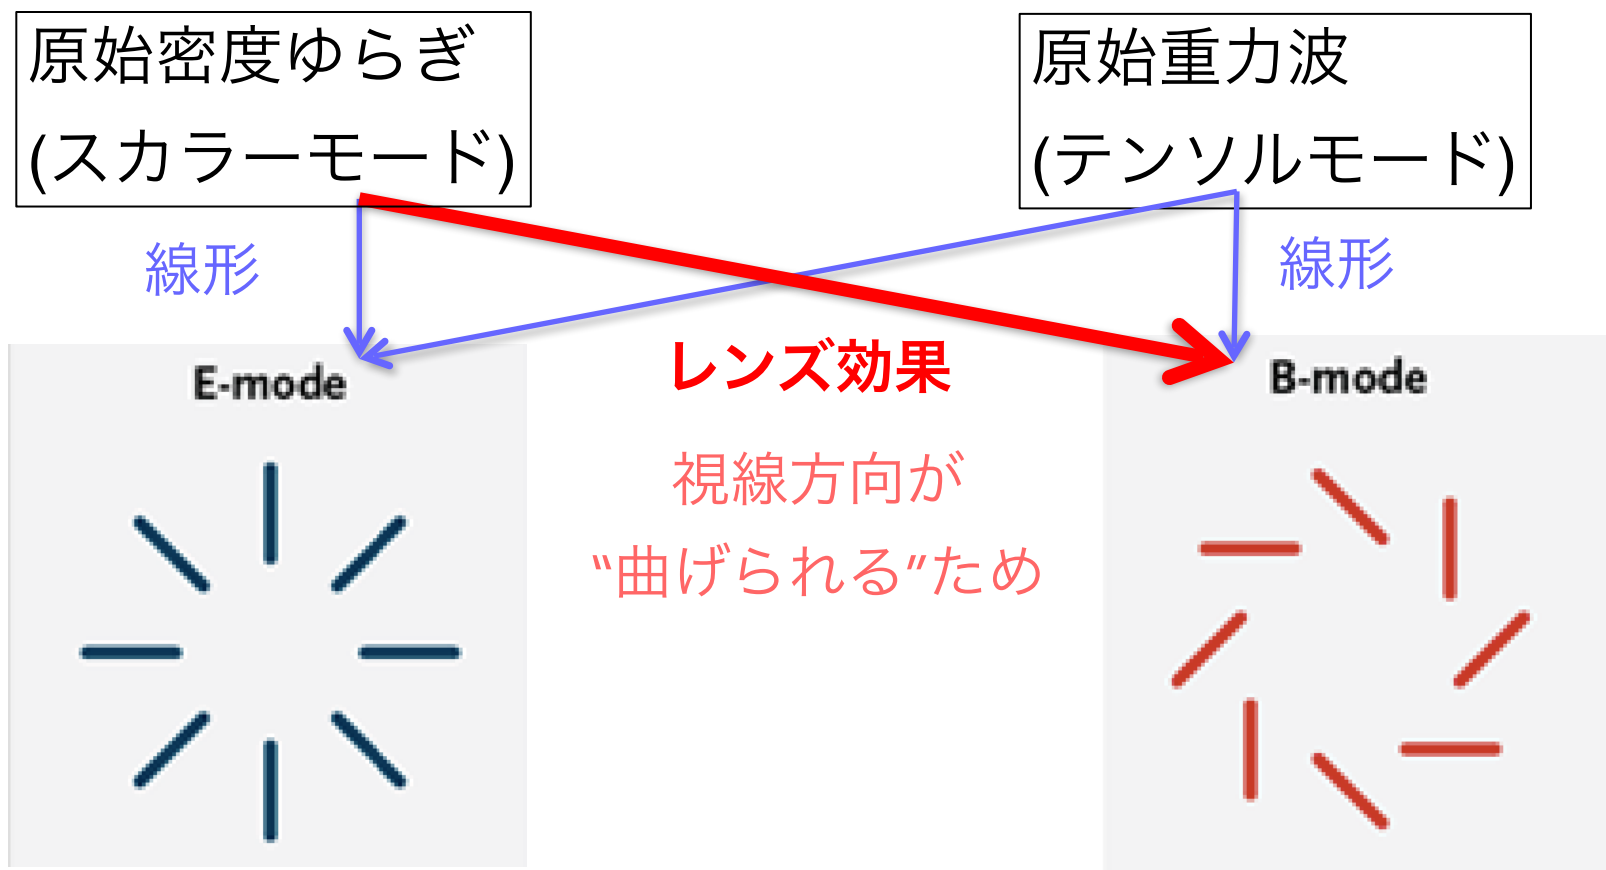 原始密度ゆらぎ
(スカラーモード)
原始重力波
(テンソルモード)
線形
線形
レンズ効果
E-mode
B-mode
視線方向が
“曲げられる”ため